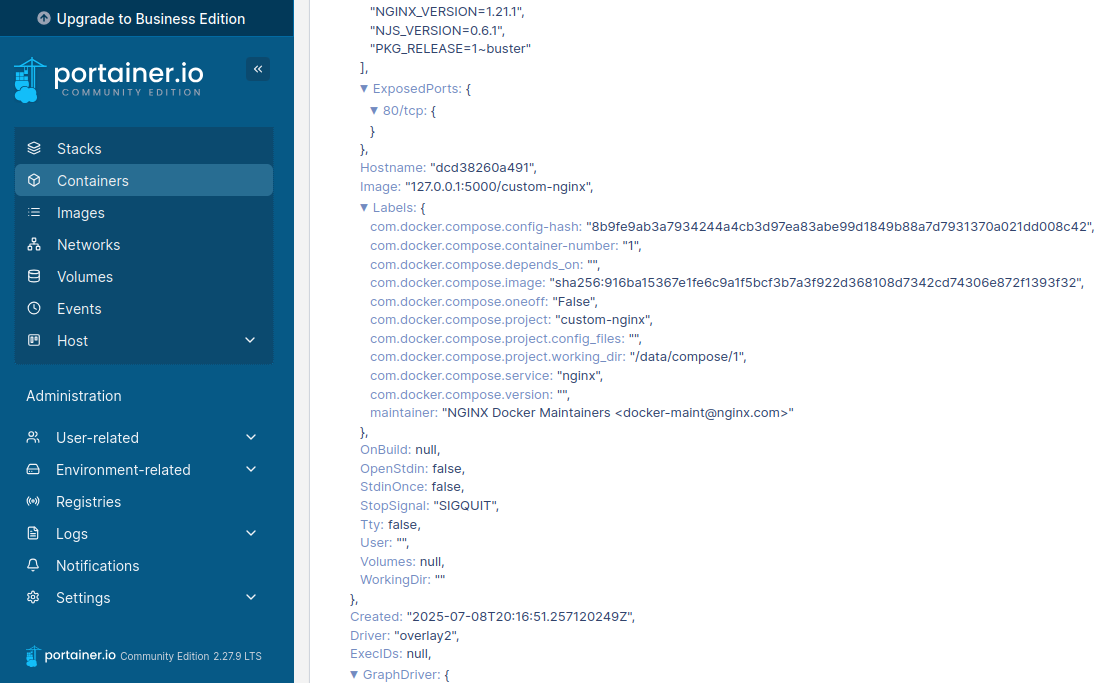 Upgrade to Business Edition
portainer.io
COMMUNITY EDITION
Stacks
Containers
Images
Networks
Volumes
Events
Host
Administration
User-related
Environment-related
Registries
Logs
Notifications
Settings
portainer.io Community Edition 2.27.9 LTS
"NGINX_VERSION=1.21.1",
"NJS_VERSION=0.6.1",
"PKG_RELEASE=1~buster"
],
▼ ExposedPorts: {
▼ 80/tcp: {
}
},
Hostname: "dcd38260a491",
Image: "127.0.0.1:5000/custom-nginx",
▼ Labels: {
com.docker.compose.config-hash: "8b9fe9ab3a7934244a4cb3d97ea83abe99d1849b88a7d7931370a021dd008c42",
com.docker.compose.container-number: "1",
com.docker.compose.depends_on: "",
com.docker.compose.image: "sha256:916ba15367e1fe6c9a1f5bcf3b7a3f922d368108d7342cd74306e872f1393f32",
com.docker.compose.oneoff: "False",
com.docker.compose.project: "custom-nginx",
com.docker.compose.project.config_files: "",
com.docker.compose.project.working_dir: "/data/compose/1",
com.docker.compose.service: "nginx",
com.docker.compose.version: "",
maintainer: "NGINX Docker Maintainers <docker-maint@nginx.com>"
},
OnBuild: null,
OpenStdin: false,
StdinOnce: false,
StopSignal: "SIGQUIT",
Tty: false,
User: "",
Volumes: null,
WorkingDir: ""
},
Created: "2025-07-08T20:16:51.257120249Z",
Driver: "overlay2",
ExecIDs: null,
▼ GraphDriver: {